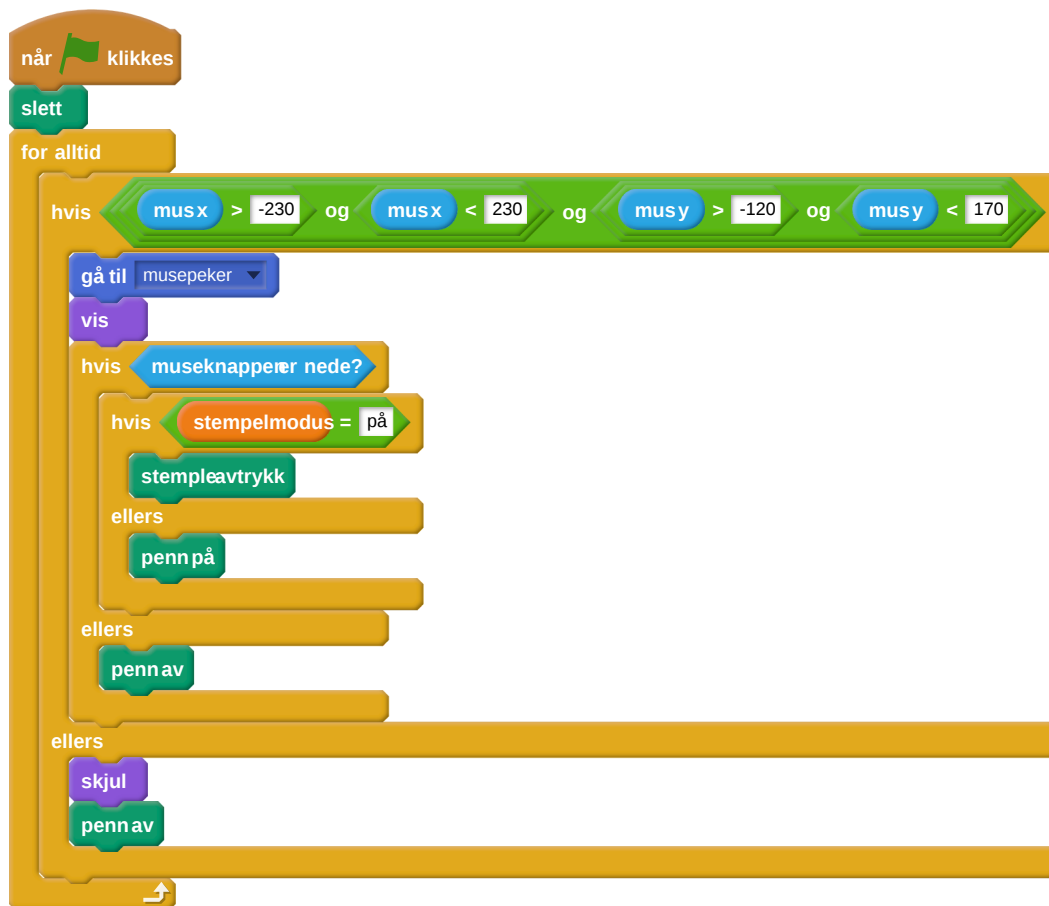 når klikkes
slett
for alltid
hvis mus x > -230 og mus x < 230 og mus y > -120 og mus y < 170
gå til musepeker
vis
hvis museknappen er nede?
hvis stempelmodus = på
stemple avtrykk
ellers
penn på
ellers
penn av
ellers
skjul
penn av